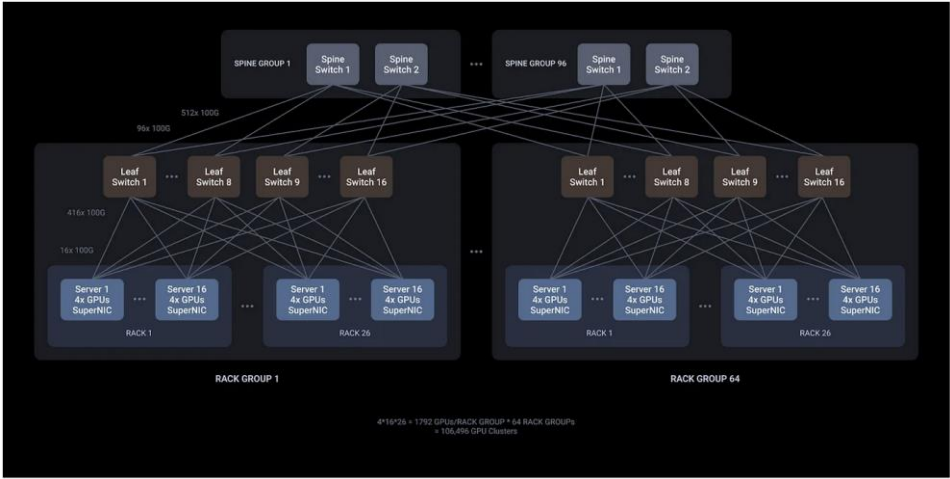 SPINE GROUP 1
Spine
Switch 1
Spine
Switch 2
...
SPINE GROUP 96
Spine
Switch 1
Spine
Switch 2
512x 100G
96x 100G
Leaf
Switch 1
...
Leaf
Switch 8
Leaf
Switch 9
...
Leaf
Switch 16
Leaf
Switch 1
...
Leaf
Switch 8
Leaf
Switch 9
...
Leaf
Switch 16
416x 100G
16x 100G
...
Server 1
4x GPUs
SuperNIC
...
Server 16
4x GPUs
SuperNIC
RACK 1
...
Server 1
4x GPUs
SuperNIC
...
Server 16
4x GPUs
SuperNIC
RACK 26
Server 1
4x GPUs
SuperNIC
...
Server 16
4x GPUs
SuperNIC
RACK 1
...
Server 1
4x GPUs
SuperNIC
...
Server 16
4x GPUs
SuperNIC
RACK 26
RACK GROUP 1
RACK GROUP 64
4*16*26 = 1792 GPUs/RACK GROUP * 64 RACK GROUPs
= 106,496 GPU Clusters